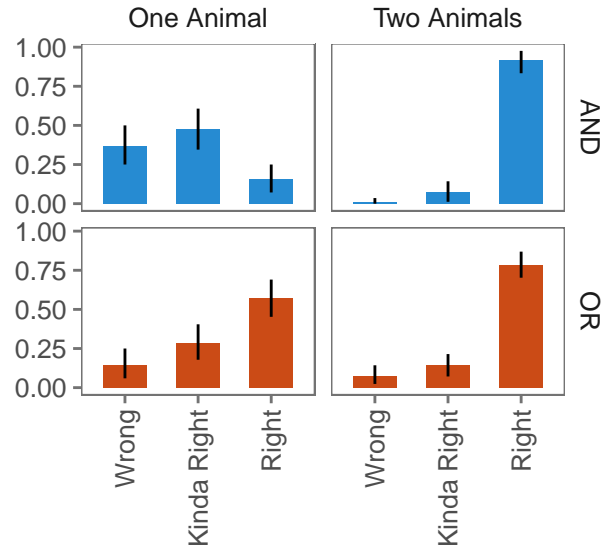 One Animal Two Animals
1.00
0.75
0.50
0.25
0.00
AND
1.00
0.75
0.50
0.25
0.00
OR
Wrong
Kinda Right
Right
Wrong
Kinda Right
Right